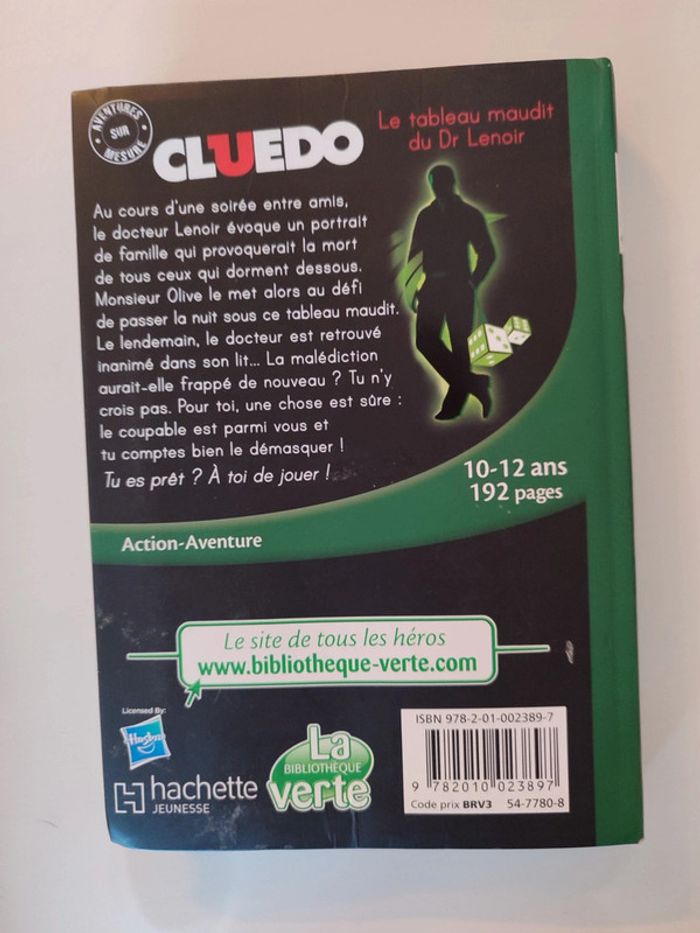 AVENTURES
SUR
MESURE
CLUEDO
Le tableau maudit
du Dr Lenoir
Au cours d'une soirée entre amis,
le docteur Lenoir évoque un portrait
de famille qui provoquerait la mort
de tous ceux qui dorment dessous.
Monsieur Olive le met alors au défi
de passer la nuit sous ce tableau maudit.
Le lendemain, le docteur est retrouvé
inanimé dans son lit... La malédiction
aurait-elle frappé de nouveau ? Tu n'y
crois pas. Pour toi, une chose est sûre :
le coupable est parmi vous et
tu comptes bien le démasquer !
Tu es prêt ? À toi de jouer !
10-12 ans
192 pages
Action-Aventure
Le site de tous les héros
www.bibliotheque-verte.com
Licensed By:
Hasbro
hachette
JEUNESSE
La
BIBLIOTHÈQUE
verte
ISBN 978-2-01-002389-7
9 782010 023897
Code prix BRV3 54-7780-8